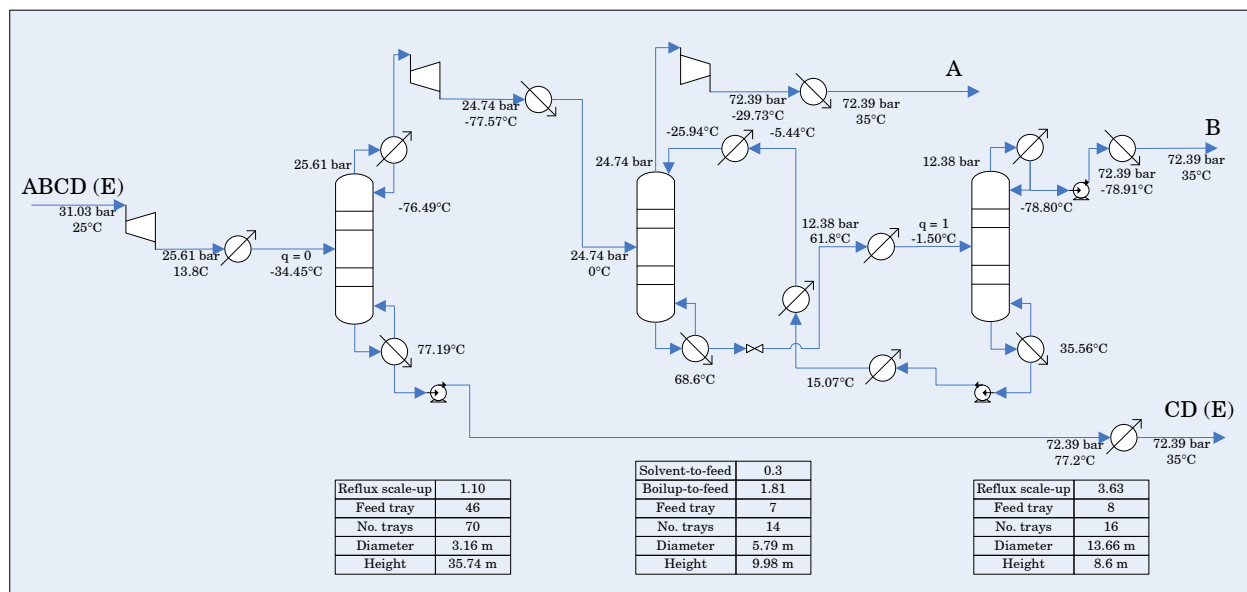 A
24.74 bar
-77.57°C
72.39 bar
-29.73°C
72.39 bar
35°C
-25.94°C
-5.44°C
B
25.61 bar
24.74 bar
12.38 bar
72.39 bar
-78.91°C
72.39 bar
35°C
ABCD (E)
31.03 bar
25°C
-76.49°C
-78.80°C
25.61 bar
13.8C
q = 0
-34.45°C
24.74 bar
0°C
12.38 bar
61.8°C
q = 1
-1.50°C
77.19°C
68.6°C
15.07°C
35.56°C
CD (E)
72.39 bar
77.2°C
72.39 bar
35°C
Reflux scale-up 1.10
Feed tray 46
No. trays 70
Diameter 3.16 m
Height 35.74 m
Solvent-to-feed 0.3
Boilup-to-feed 1.81
Feed tray 7
No. trays 14
Diameter 5.79 m
Height 9.98 m
Reflux scale-up 3.63
Feed tray 8
No. trays 16
Diameter 13.66 m
Height 8.6 m